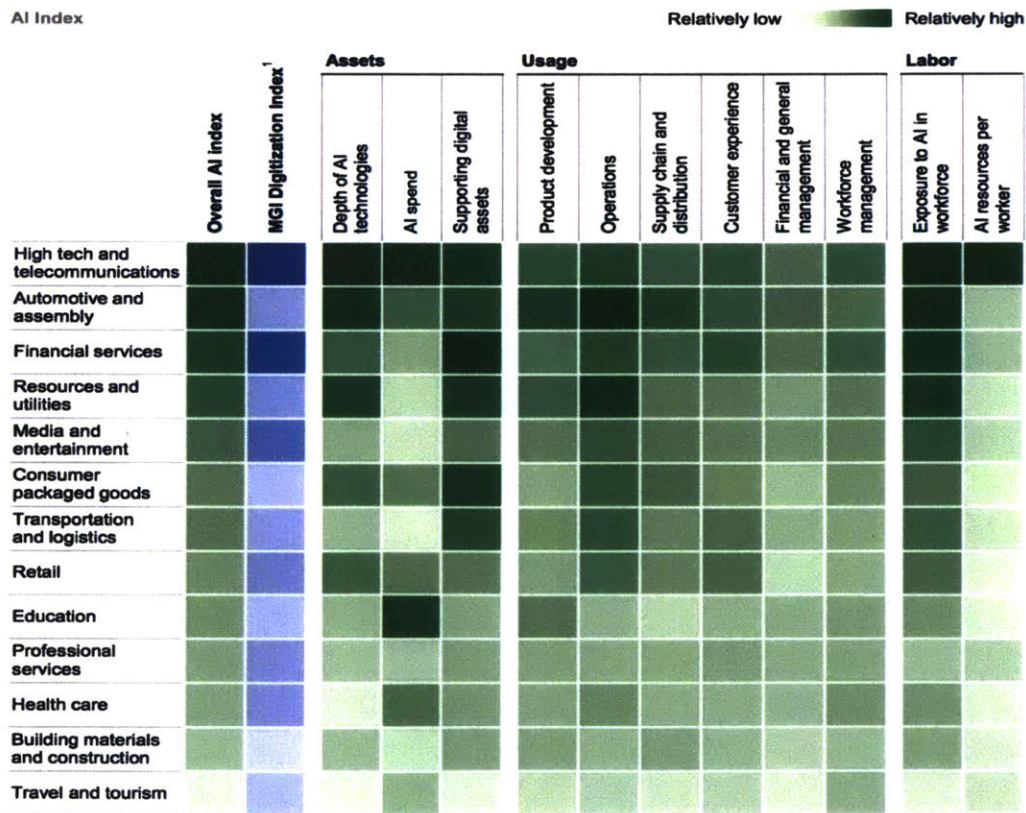 AI Index
Relatively low
Relatively high
Assets
Usage
Labor
Overall AI index
MGI Digitization index¹
Depth of AI
technologies
AI spend
Supporting digital
assets
Product development
Operations
Supply chain and
distribution
Customer experience
Financial and general
management
Workforce
management
Exposure to AI in
workforce
AI resources per
worker
High tech and
telecommunications
Automotive and
assembly
Financial services
Resources and
utilities
Media and
entertainment
Consumer
packaged goods
Transportation
and logistics
Retail
Education
Professional
services
Health care
Building materials
and construction
Travel and tourism